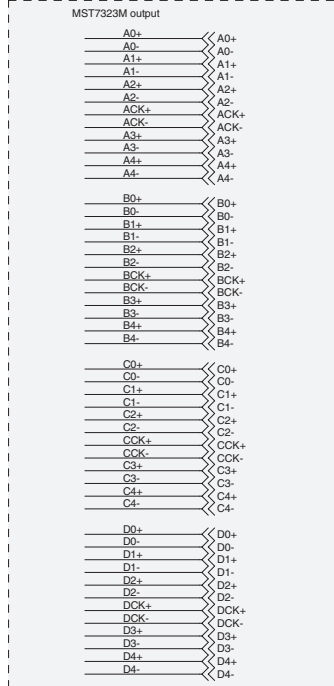 MST7323M output
A0+ A0+
A0- A0-
A1+ A1+
A1- A1-
A2+ A2+
A2- A2-
ACK+ ACK+
ACK- ACK-
A3+ A3+
A3- A3-
A4+ A4+
A4- A4-
B0+ B0+
B0- B0-
B1+ B1+
B1- B1-
B2+ B2+
B2- B2-
BCK+ BCK+
BCK- BCK-
B3+ B3+
B3- B3-
B4+ B4+
B4- B4-
C0+ C0+
C0- C0-
C1+ C1+
C1- C1-
C2+ C2+
C2- C2-
CCK+ CCK+
CCK- CCK-
C3+ C3+
C3- C3-
C4+ C4+
C4- C4-
D0+ D0+
D0- D0-
D1+ D1+
D1- D1-
D2+ D2+
D2- D2-
DCK+ DCK+
DCK- DCK-
D3+ D3+
D3- D3-
D4+ D4+
D4- D4-